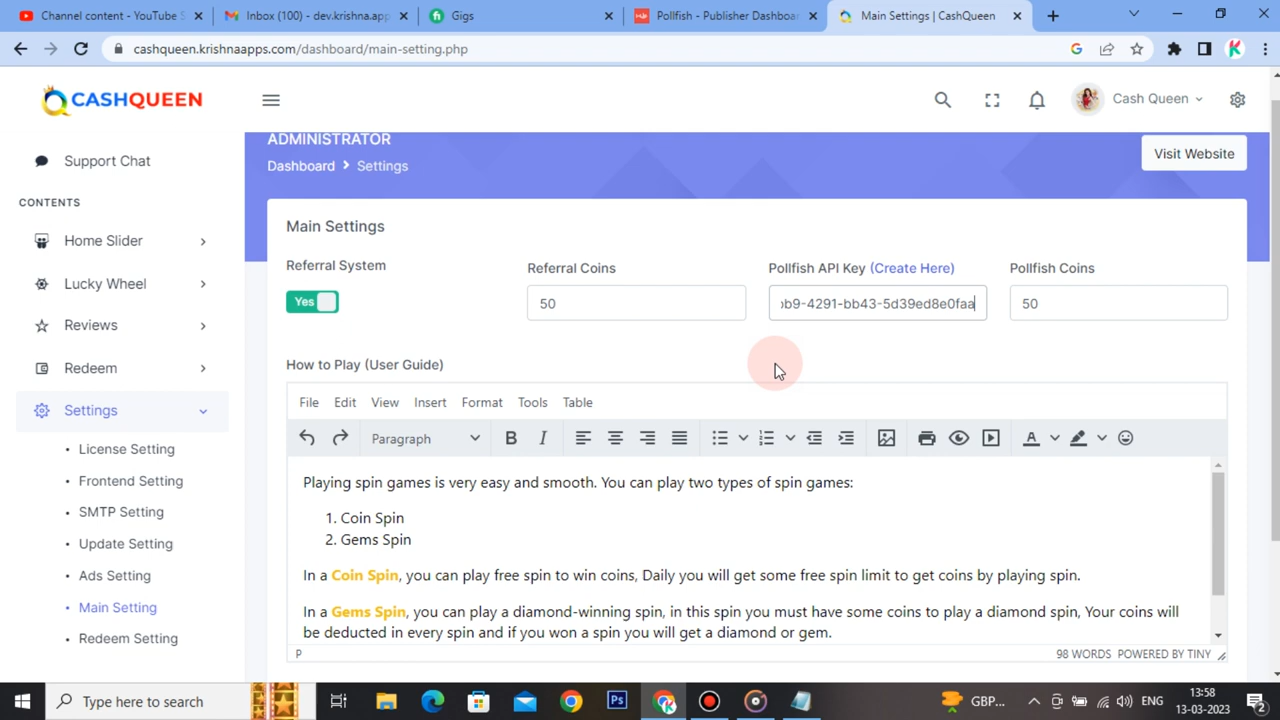 Channel content - YouTube S
Inbox (100) - dev.krishna.app
Gigs
Pollfish - Publisher Dashboar
Main Settings | CashQueen
cashqueen.krishnaapps.com/dashboard/main-setting.php
CASHQUEEN
Cash Queen
ADMINISTRATOR
Dashboard > Settings
Visit Website
Support Chat
CONTENTS
Home Slider
Lucky Wheel
Reviews
Redeem
Settings
License Setting
Frontend Setting
SMTP Setting
Update Setting
Ads Setting
Main Setting
Redeem Setting
Main Settings
Referral System
Yes
Referral Coins
50
Pollfish API Key (Create Here)
b9-4291-bb43-5d39ed8e0faa
Pollfish Coins
50
How to Play (User Guide)
File Edit View Insert Format Tools Table
Paragraph
Playing spin games is very easy and smooth. You can play two types of spin games:
1. Coin Spin
2. Gems Spin
In a Coin Spin, you can play free spin to win coins, Daily you will get some free spin limit to get coins by playing spin.
In a Gems Spin, you can play a diamond-winning spin, in this spin you must have some coins to play a diamond spin, Your coins will
be deducted in every spin and if you won a spin you will get a diamond or gem.
P
98 WORDS POWERED BY TINY
Type here to search
Ps
GBP...
ENG
13:58
13-03-2023
2